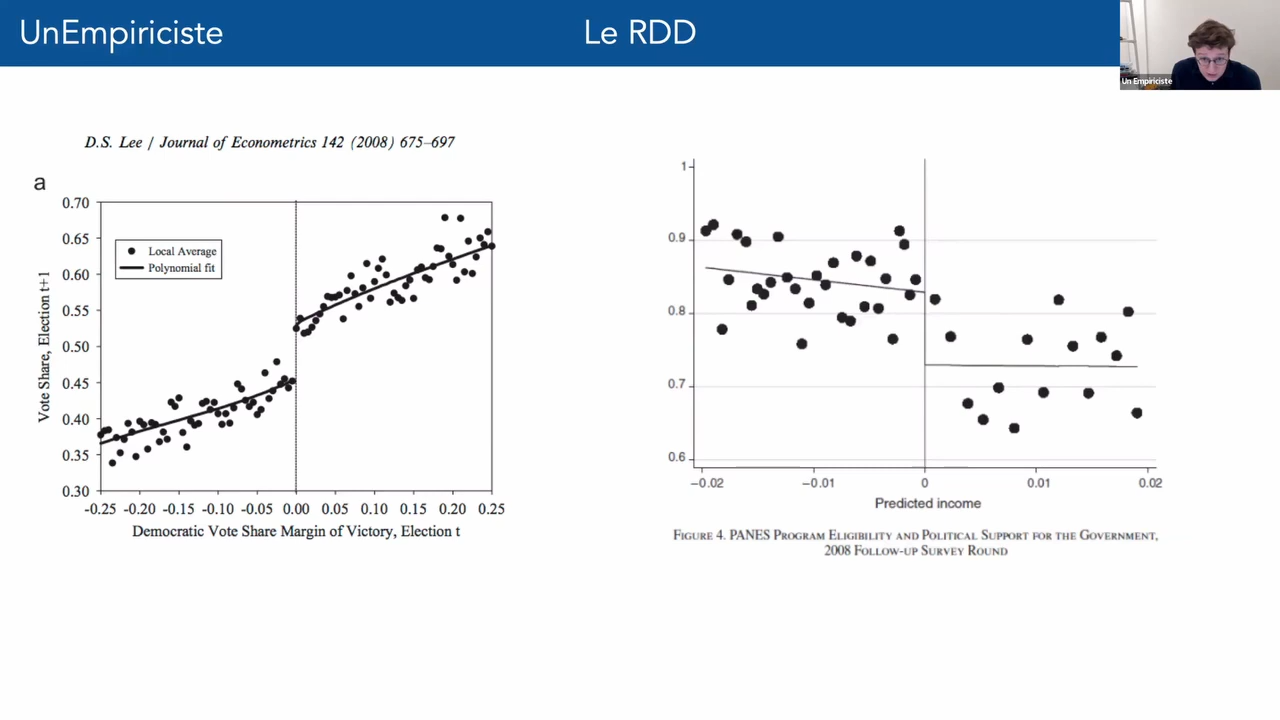 UnEmpiriciste
Le RDD
Un Empiriciste
D.S. Lee / Journal of Econometrics 142 (2008) 675–697
a
0.70
0.65
0.60
0.55
0.50
0.45
0.40
0.35
0.30
Vote Share, Election t+1
Local Average
Polynomial fit
-0.25 -0.20 -0.15 -0.10 -0.05 0.00 0.05 0.10 0.15 0.20 0.25
Democratic Vote Share Margin of Victory, Election t
1
0.9
0.8
0.7
0.6
−0.02 −0.01 0 0.01 0.02
Predicted income
Figure 4. PANES Program Eligibility and Political Support for the Government,
2008 Follow-up Survey Round